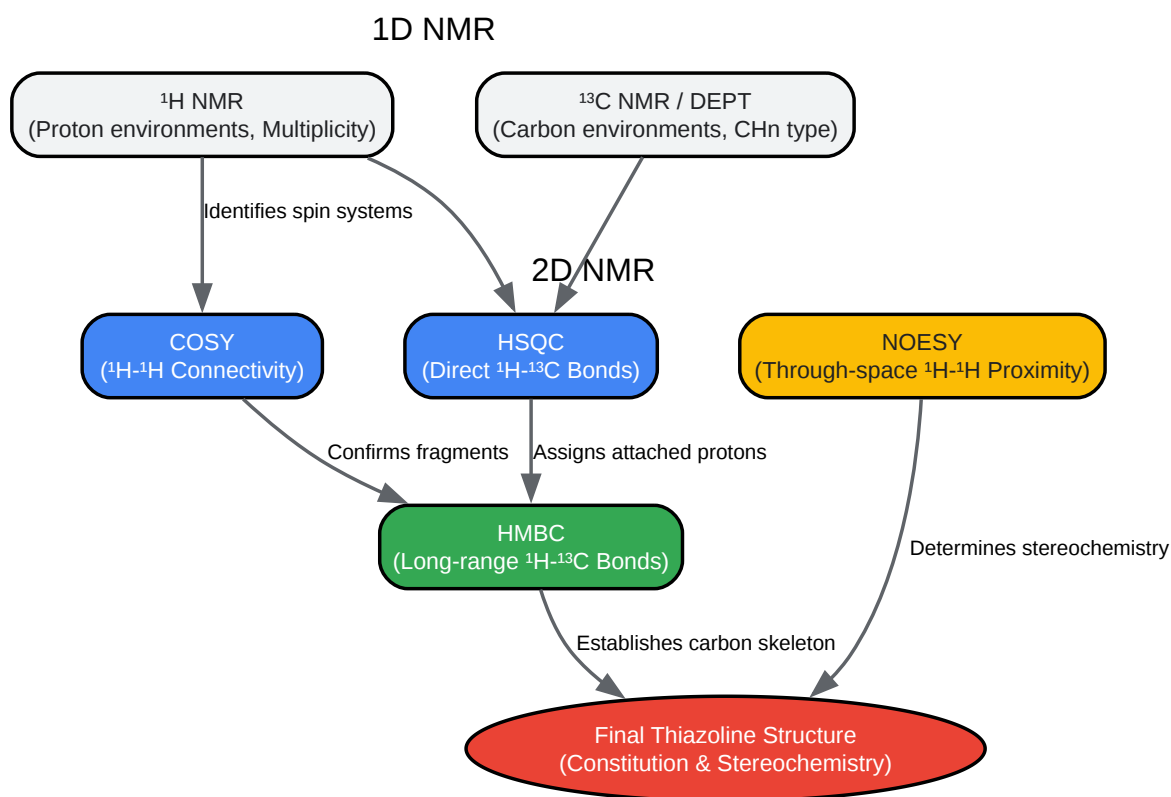 1D NMR
¹H NMR
(Proton environments, Multiplicity)
¹³C NMR / DEPT
(Carbon environments, CHn type)
Identifies spin systems
2D NMR
COSY
(¹H-¹H Connectivity)
HSQC
(Direct ¹H-¹³C Bonds)
NOESY
(Through-space ¹H-¹H Proximity)
Confirms fragments
Assigns attached protons
HMBC
(Long-range ¹H-¹³C Bonds)
Determines stereochemistry
Establishes carbon skeleton
Final Thiazoline Structure
(Constitution & Stereochemistry)